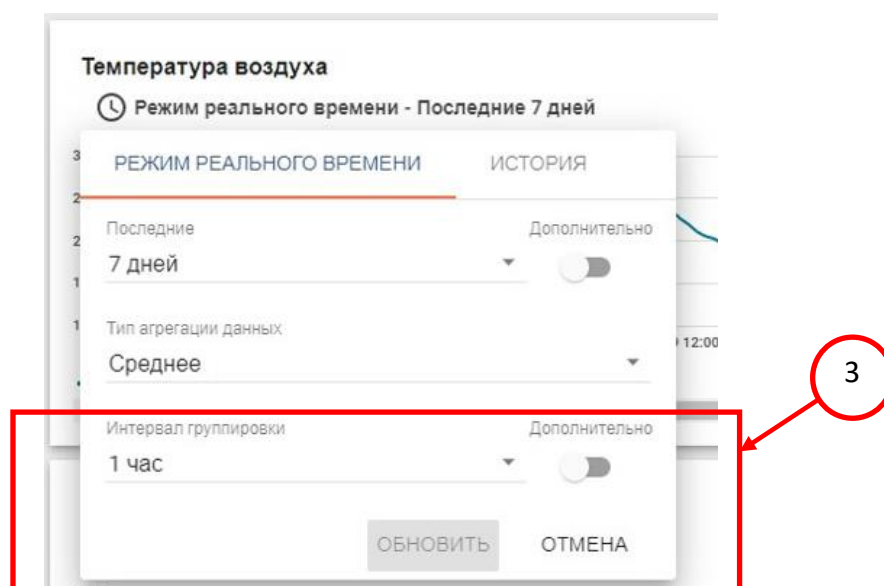 Температура воздуха
Режим реального времени - Последние 7 дней
РЕЖИМ РЕАЛЬНОГО ВРЕМЕНИ ИСТОРИЯ
Последние Дополнительно
7 дней
Тип агрегации данных
Среднее
12:00
3
Интервал группировки Дополнительно
1 час
ОБНОВИТЬ ОТМЕНА